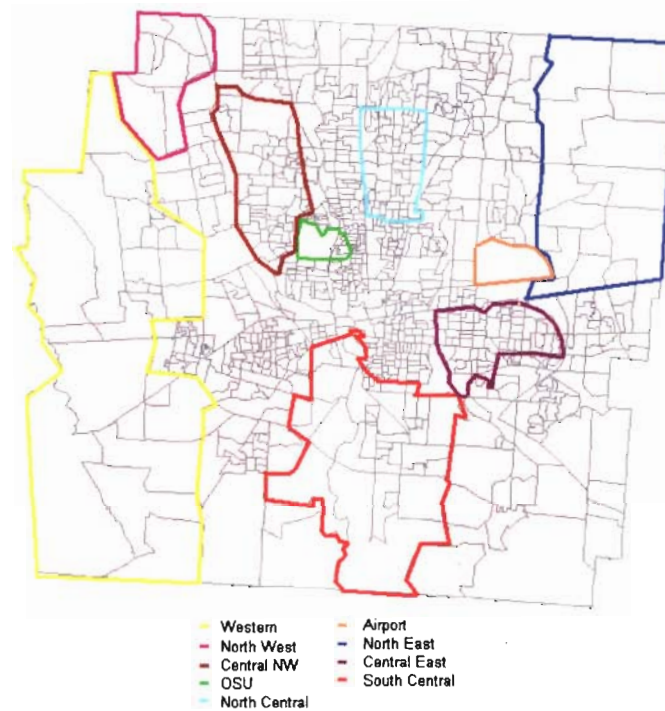 Western
North West
Central NW
OSU
North Central
Airport
North East
Central East
South Central